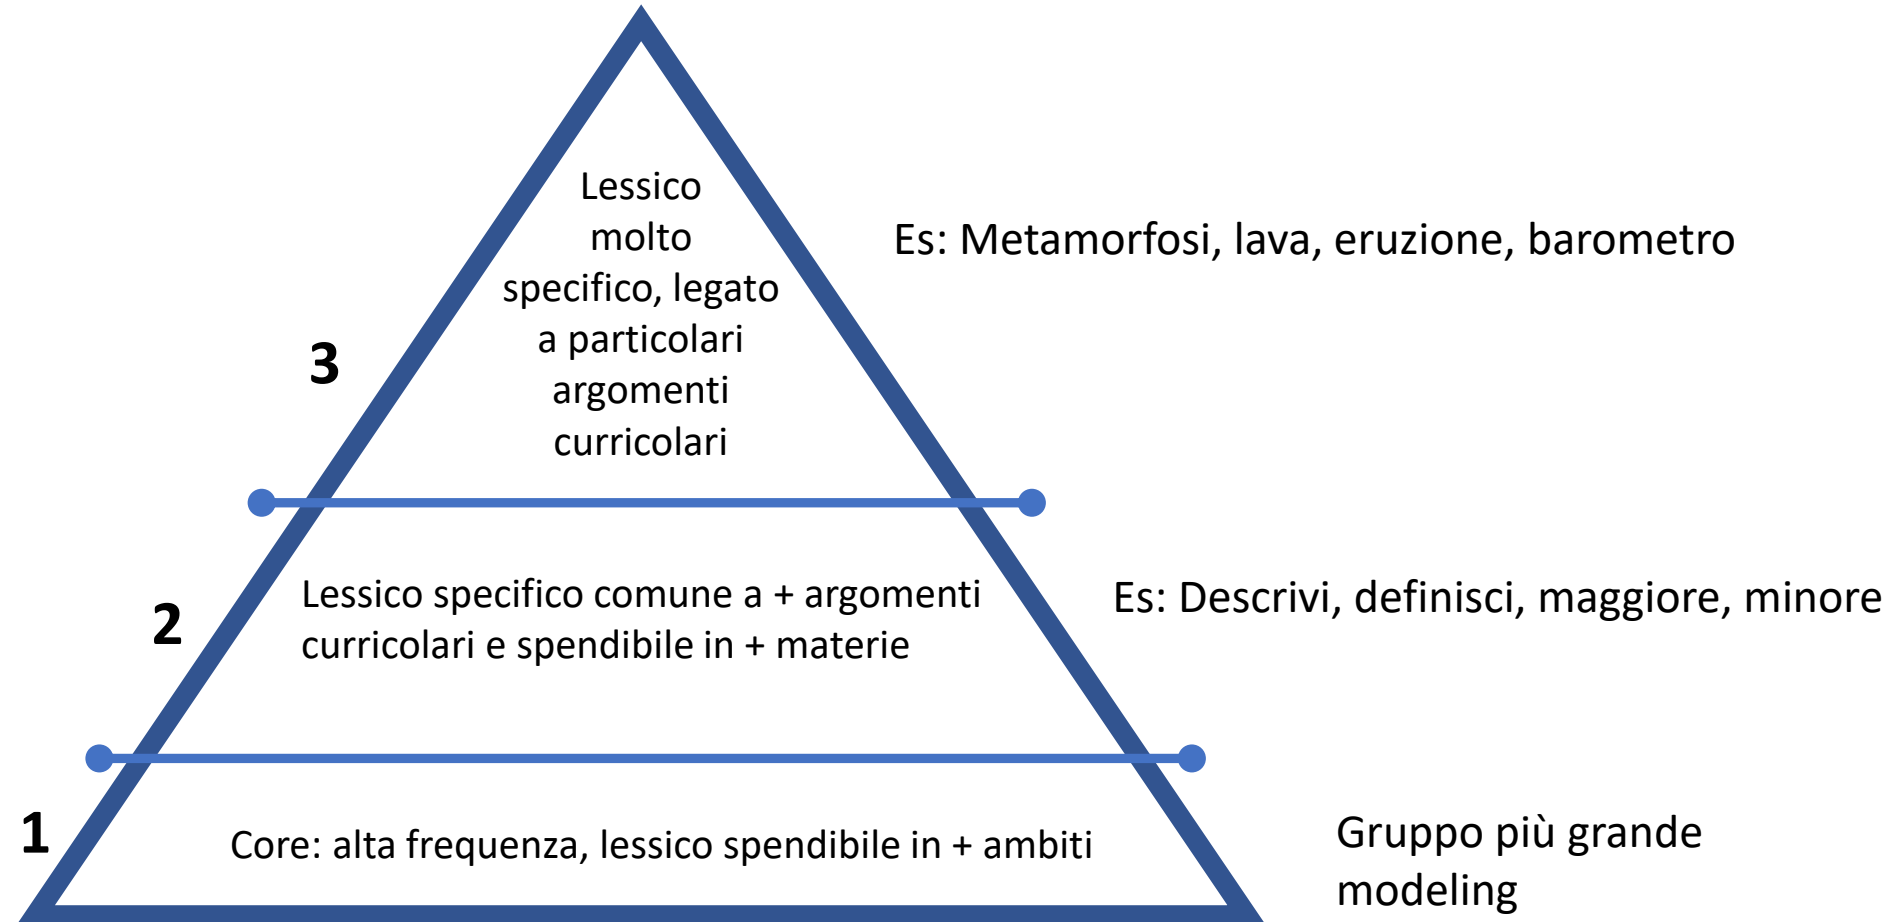 Lessico
molto
specifico, legato
a particolari
argomenti
curricolari
Es: Metamorfosi, lava, eruzione, barometro
3
Lessico specifico comune a + argomenti
curricolari e spendibile in + materie
Es: Descrivi, definisci, maggiore, minore
2
Core: alta frequenza, lessico spendibile in + ambiti
1
Gruppo più grande
modeling